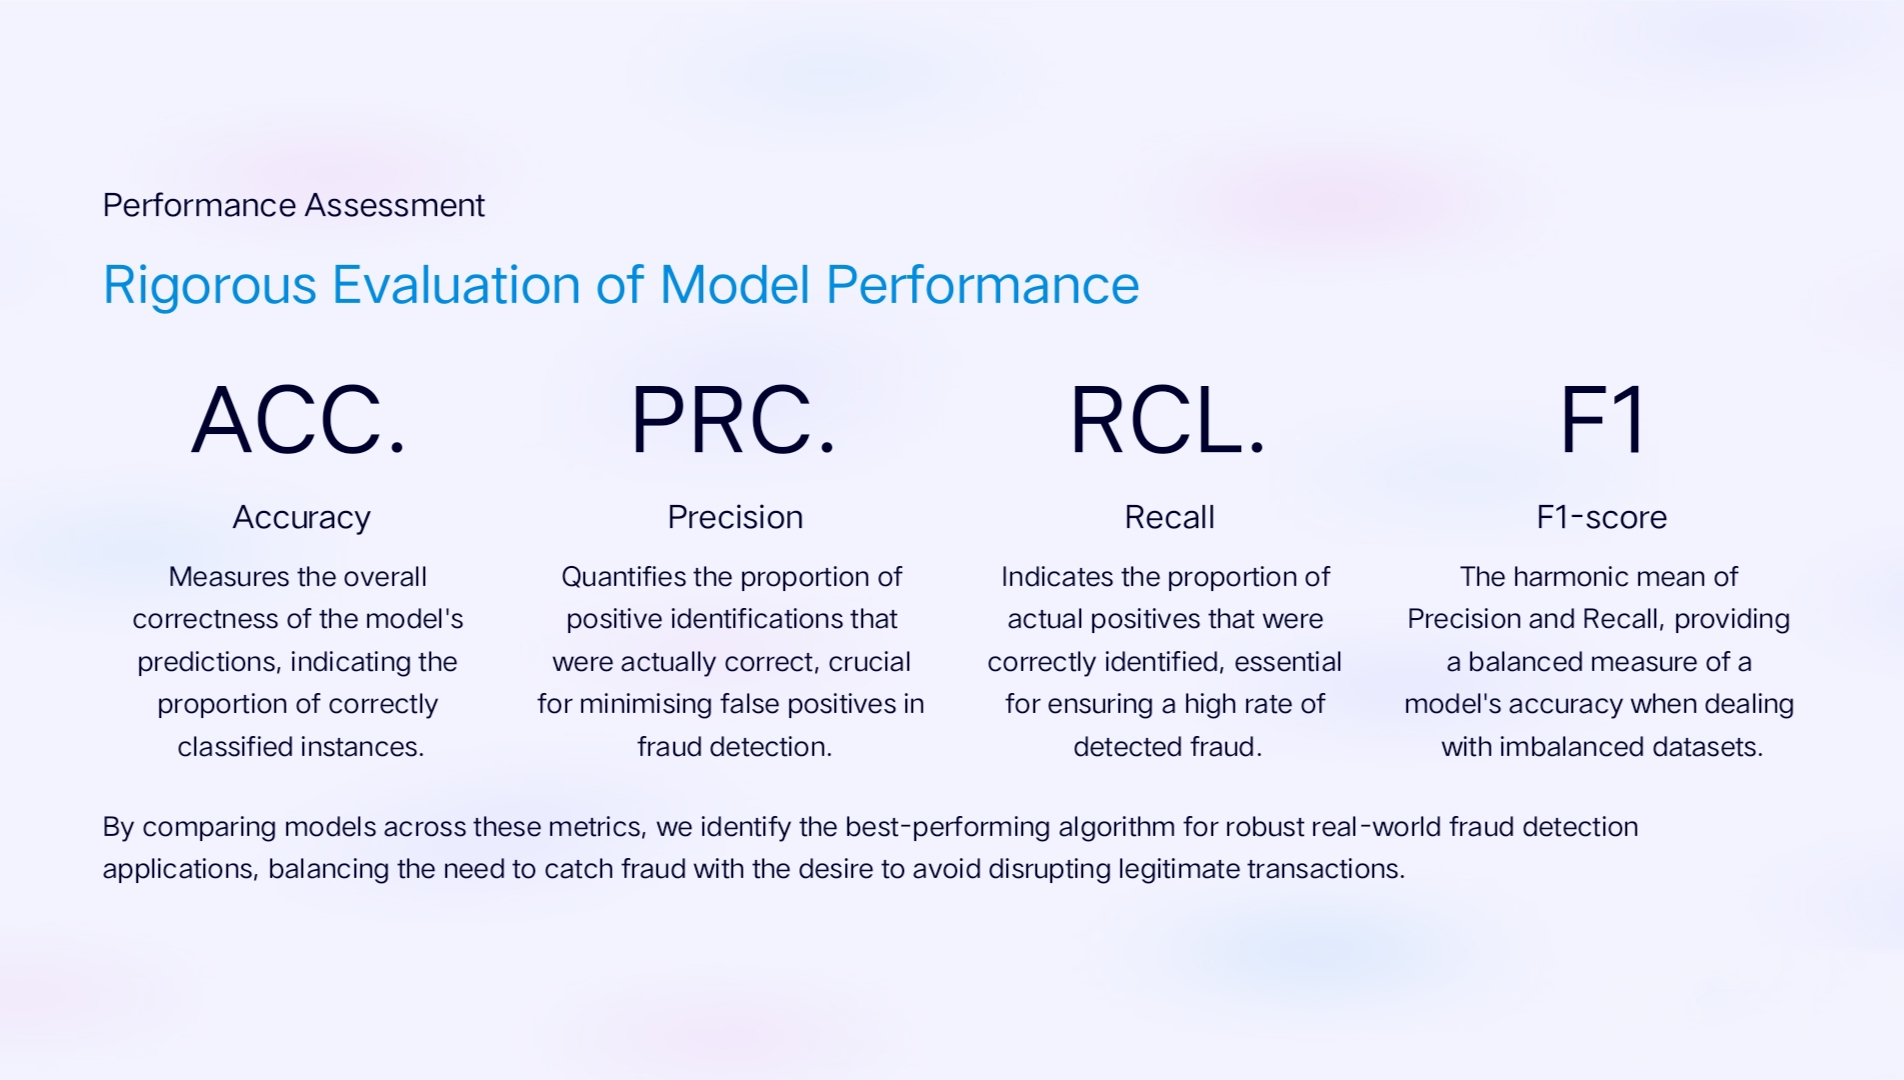 Performance Assessment
Rigorous Evaluation of Model Performance
ACC.
Accuracy
Measures the overall
correctness of the model's
predictions, indicating the
proportion of correctly
classified instances.
PRC.
Precision
Quantifies the proportion of
positive identifications that
were actually correct, crucial
for minimising false positives in
fraud detection.
RCL.
Recall
Indicates the proportion of
actual positives that were
correctly identified, essential
for ensuring a high rate of
detected fraud.
F1
F1-score
The harmonic mean of
Precision and Recall, providing
a balanced measure of a
model's accuracy when dealing
with imbalanced datasets.
By comparing models across these metrics, we identify the best-performing algorithm for robust real-world fraud detection
applications, balancing the need to catch fraud with the desire to avoid disrupting legitimate transactions.